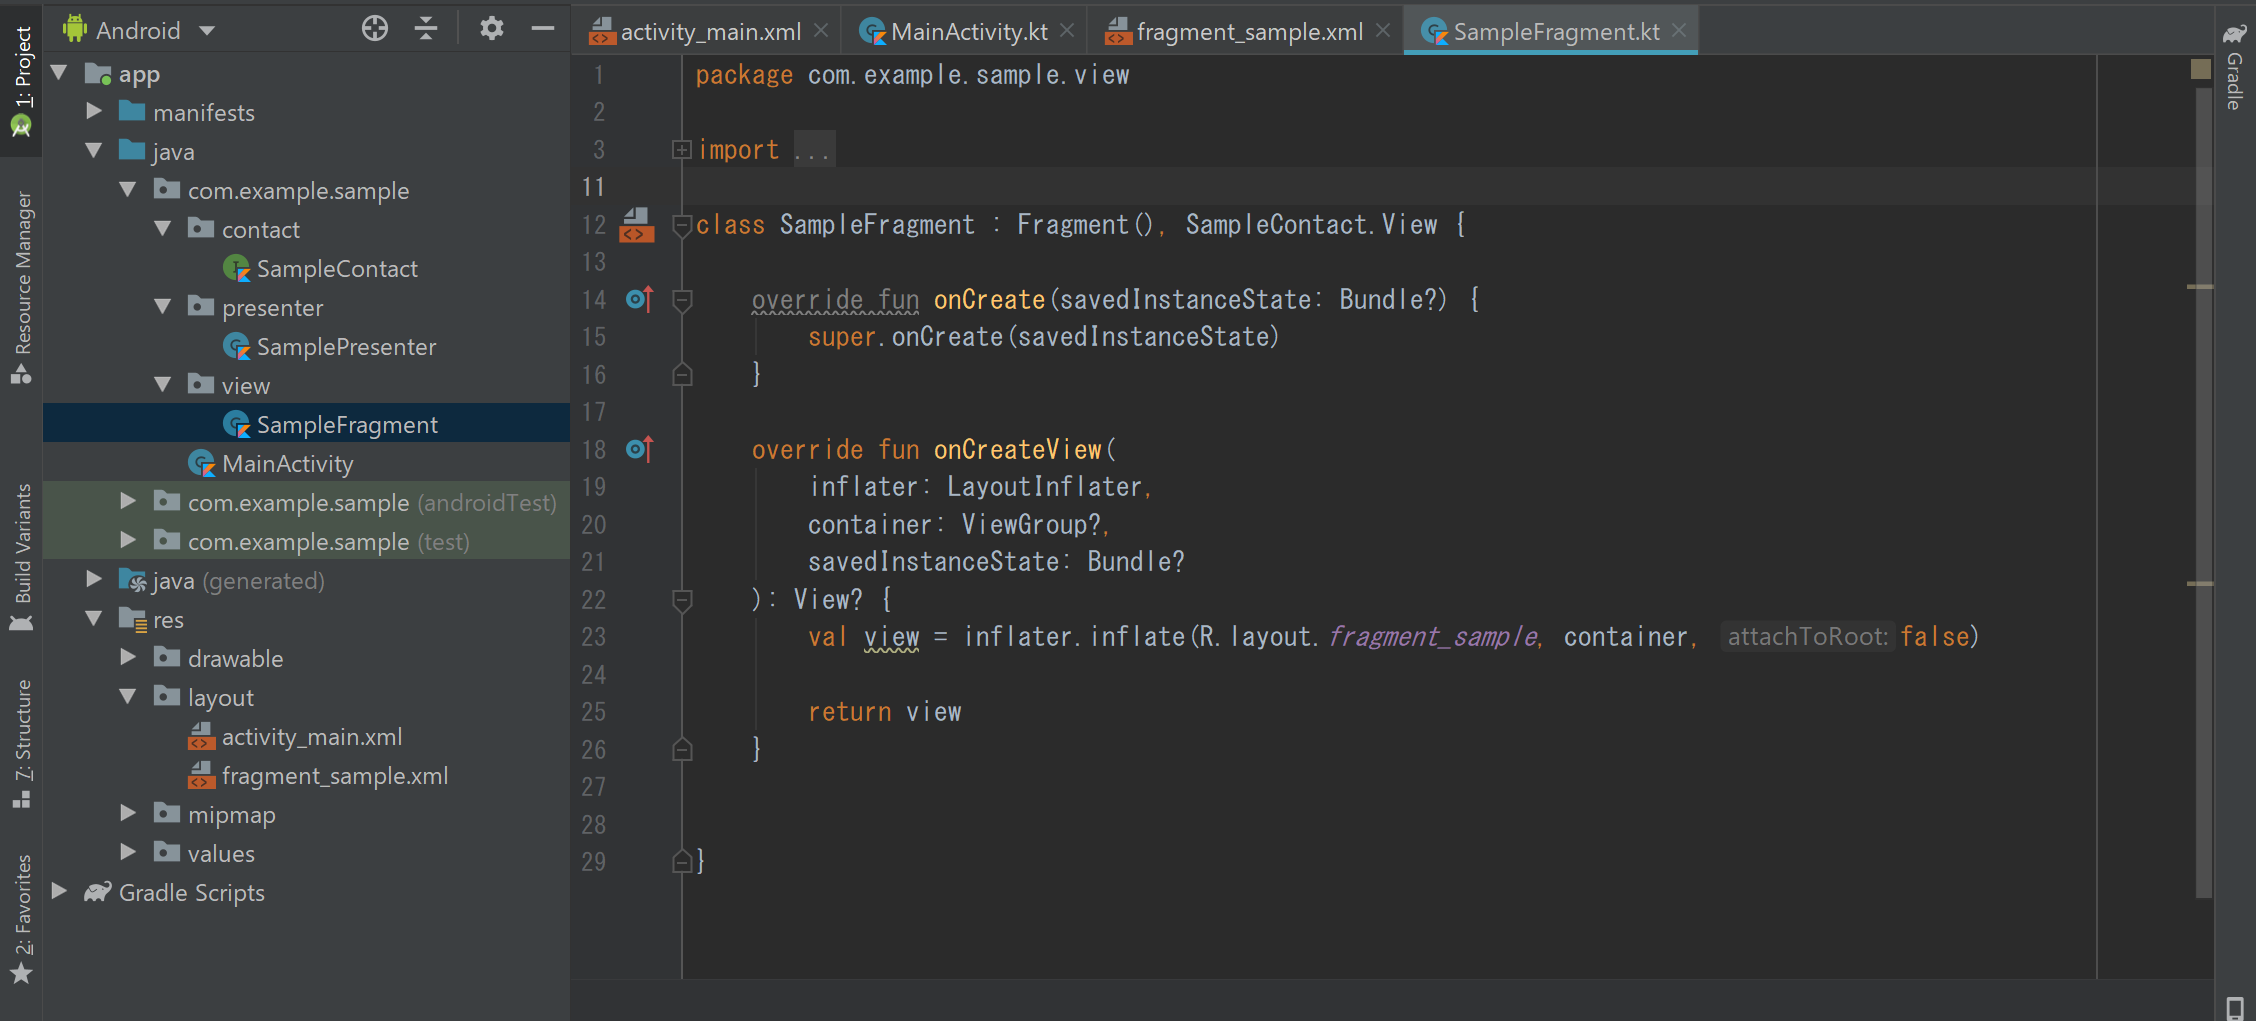 1: Project
Resource Manager
Build Variants
7: Structure
2: Favorites
Android
app
manifests
java
com.example.sample
contact
SampleContact
presenter
SamplePresenter
view
SampleFragment
MainActivity
com.example.sample (androidTest)
com.example.sample (test)
java (generated)
res
drawable
layout
activity_main.xml
fragment_sample.xml
mipmap
values
Gradle Scripts
activity_main.xml MainActivity.kt fragment_sample.xml SampleFragment.kt
1 package com.example.sample.view
2
3 import ...
11
12 class SampleFragment : Fragment(), SampleContact.View {
13
14 override fun onCreate(savedInstanceState: Bundle?) {
15 super.onCreate(savedInstanceState)
16 }
17
18 override fun onCreateView(
19 inflater: LayoutInflater,
20 container: ViewGroup?,
21 savedInstanceState: Bundle?
22 ): View? {
23 val view = inflater.inflate(R.layout.fragment_sample, container, attachToRoot: false)
24
25 return view
26 }
27
28
29 }
Gradle